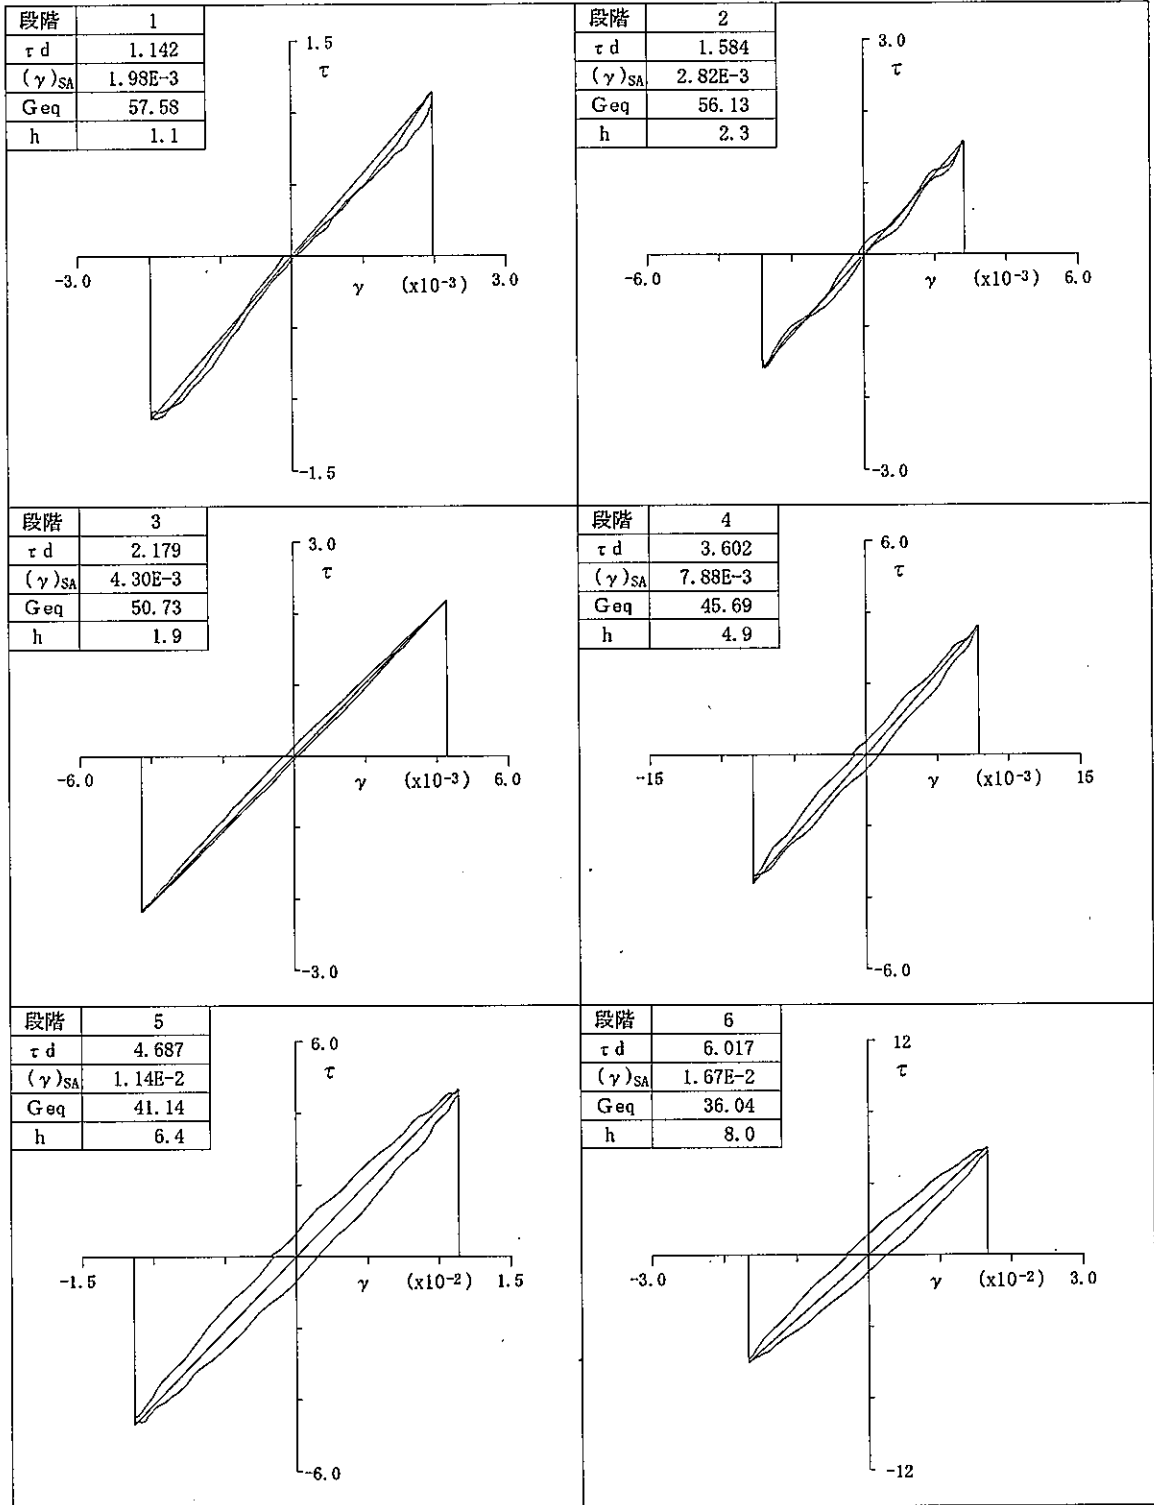 段階 1
τd 1.142
(γ)SA 1.98E-3
Geq 57.58
h 1.1
1.5
τ
-3.0 γ (x10-3) 3.0
-1.5
段階 2
τd 1.584
(γ)SA 2.82E-3
Geq 56.13
h 2.3
3.0
τ
-6.0 γ (x10-3) 6.0
-3.0
段階 3
τd 2.179
(γ)SA 4.30E-3
Geq 50.73
h 1.9
3.0
τ
-6.0 γ (x10-3) 6.0
-3.0
段階 4
τd 3.602
(γ)SA 7.88E-3
Geq 45.69
h 4.9
6.0
τ
-15 γ (x10-3) 15
-6.0
段階 5
τd 4.687
(γ)SA 1.14E-2
Geq 41.14
h 6.4
6.0
τ
-1.5 γ (x10-2) 1.5
-6.0
段階 6
τd 6.017
(γ)SA 1.67E-2
Geq 36.04
h 8.0
12
τ
-3.0 γ (x10-2) 3.0
-12